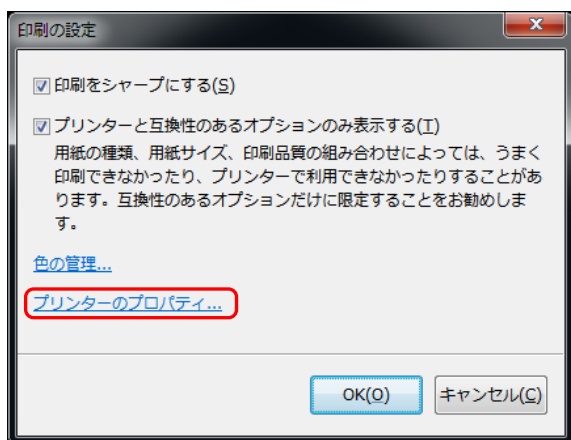 印刷の設定
印刷をシャープにする(S)
プリンターと互換性のあるオプションのみ表示する(T)
用紙の種類、用紙サイズ、印刷品質の組み合わせによっては、うまく
印刷できなかったり、プリンターで利用できなかったりすることがあ
ります。互換性のあるオプションだけに限定することをお勧めしま
す。
色の管理...
プリンターのプロパティ...
OK(O)
キャンセル(C)